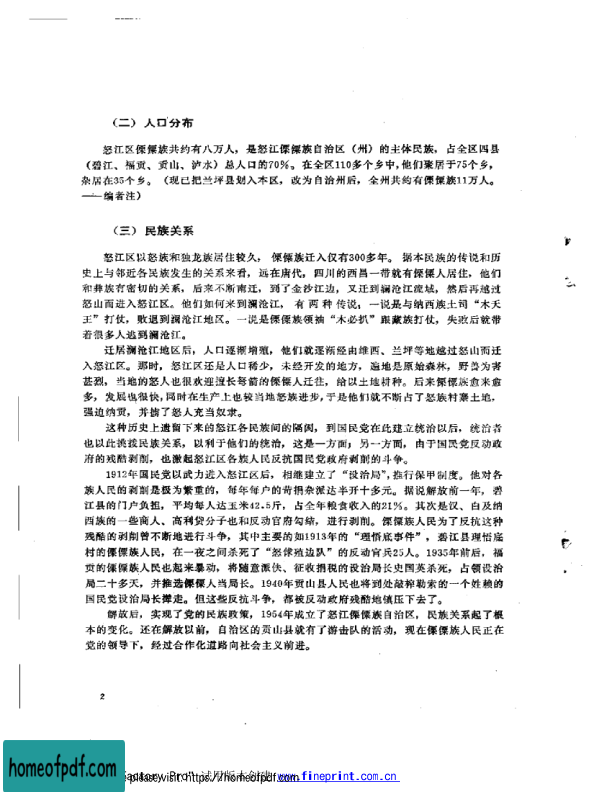 （二）人口分布
怒江区傈僳族共约有八万人，是怒江傈僳族自治区（州）的主体民族，占全区四县
（碧江、福贡、贡山、泸水）总人口的70%。在全区110多个乡中，他们聚居于75个乡，
杂居在35个乡。（现已把兰坪县划入本区，改为自治州后，全州共约有傈僳族11万人。
——编者注）
（三）民族关系
怒江区以怒族和独龙族居住较久，傈僳族迁入仅有300多年。据本民族的传说和历
史上与邻近各民族发生的关系来看，远在唐代，四川的西昌一带就有傈僳人居住，他们
和彝族有密切的关系，后来不断南迁，到了金沙江边，又迁到澜沧江流域，然后再越过
怒山而进入怒江区。他们如何来到澜沧江，有两种传说，一说是与纳西族土司“木天
王”打仗，败退到澜沧江地区。一说是傈僳族领袖“木必扒”跟藏族打仗，失败后就带
着很多人逃到澜沧江。
迁居澜沧江地区后，人口逐渐增殖，他们就逐渐经由维西、兰坪等地越过怒山而迁
入怒江区。那时，怒江区还是人口稀少，未经开发的地方，遍地是原始森林，野兽为害
甚烈，当地的怒人也很欢迎擅长弩箭的傈僳人迁往，给以土地耕种。后来傈僳族愈来愈
多，发展也很快，同时在生产上也较当地怒族进步，于是他们就不断占了怒族村寨土地，
强迫纳贡，并掳了怒人充当奴隶。
这种历史上遗留下来的怒江各民族间的隔阂，到国民党在此建立统治以后，统治者
也以此挑拨民族关系，以利于他们的统治，这是一方面；另一方面，由于国民党反动政
府的残酷剥削，也激起怒江区各族人民反抗国民党政府剥削的斗争。
1912年国民党以武力进入怒江区后，相继建立了“设治局”，推行保甲制度。他对各
族人民的剥削是极为繁重的，每年每户的苛捐杂派达半开十多元。据说解放前一年，碧
江县的门户负担，平均每人达玉米42.5斤，占全年粮食收入的21%。其次是汉、白及纳
西族的一些商人、高利贷分子也和反动官府勾结，进行剥削。傈僳族人民为了反抗这种
残酷的剥削曾不断地进行斗争，其中主要的如1913年的“理悟底事件”，碧江县理悟底
村的傈僳族人民，在一夜之间杀死了“怒俅殖边队”的反动官兵25人。1935年前后，福
贡的傈僳族人民也起来暴动，将随意派伕、征收捐税的设治局长史国英杀死，占领设治
局二十多天，并推选傈僳人当局长。1940年贡山县人民也将到处敲榨勒索的一个姓赖的
国民党设治局长撵走。但这些反抗斗争，都被反动政府残酷地镇压下去了。
解放后，实现了党的民族政策，1954年成立了怒江傈僳族自治区，民族关系起了根
本的变化。还在解放以前，自治区的贡山县就有了游击队的活动，现在傈僳族人民正在
党的领导下，经过合作化道路向社会主义前进。
2
homeofpdf.com
please visit: https://homeofpdf.com
www.fineprint.com.cn